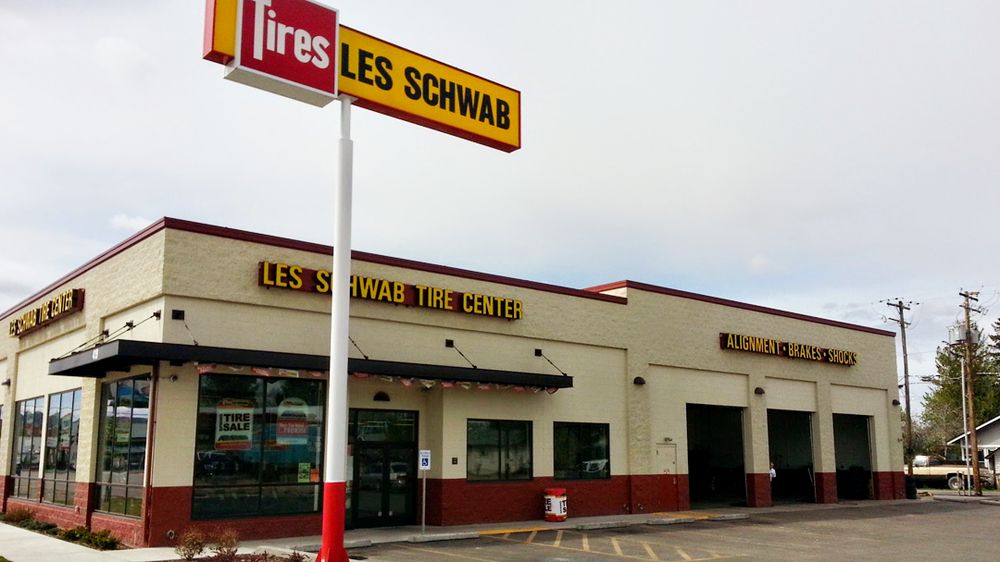 Tires
LES SCHWAB
LES SCHWAB TIRE CENTER
LES SCHWAB TIRE CENTER
ALIGNMENT · BRAKES · SHOCKS
TIRE
SALE